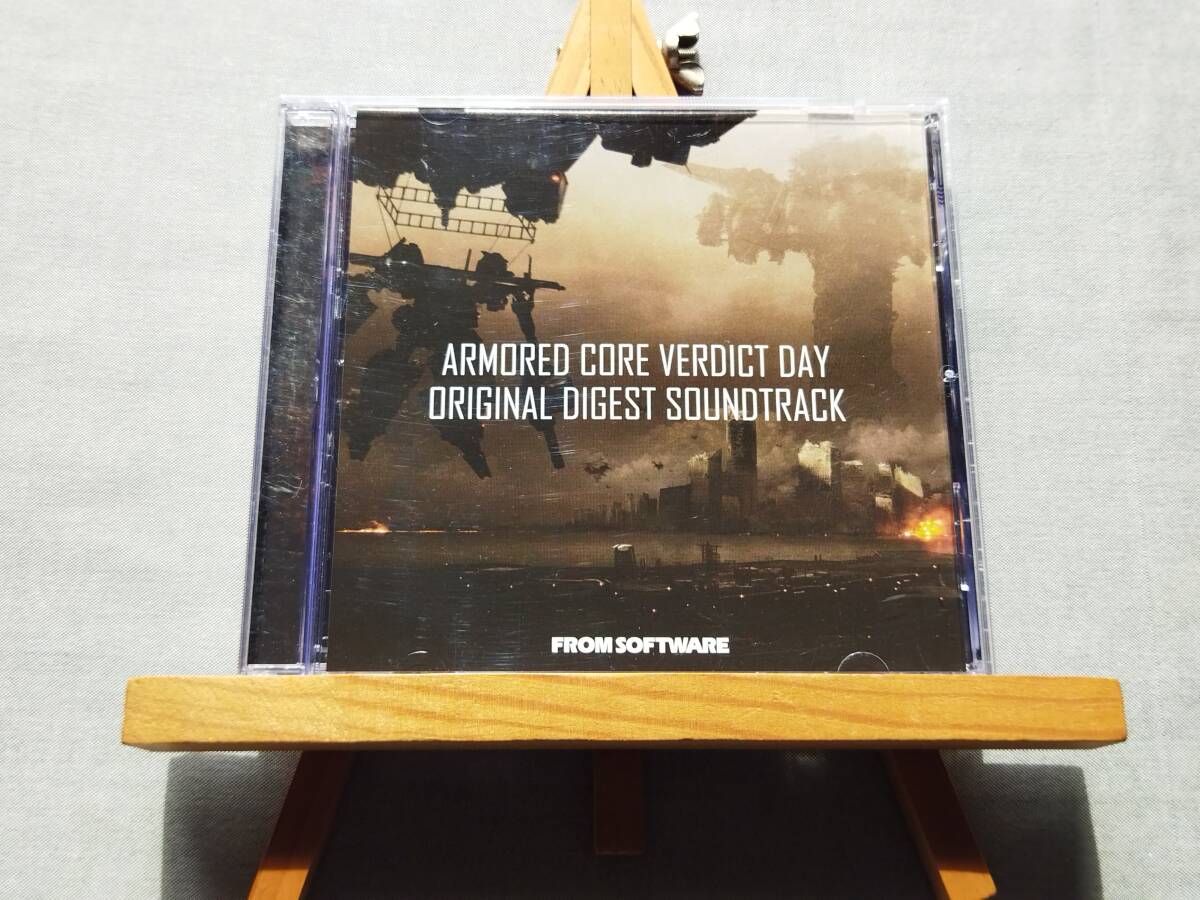 ARMORED CORE VERDICT DAY
ORIGINAL DIGEST SOUNDTRACK
FROM SOFTWARE